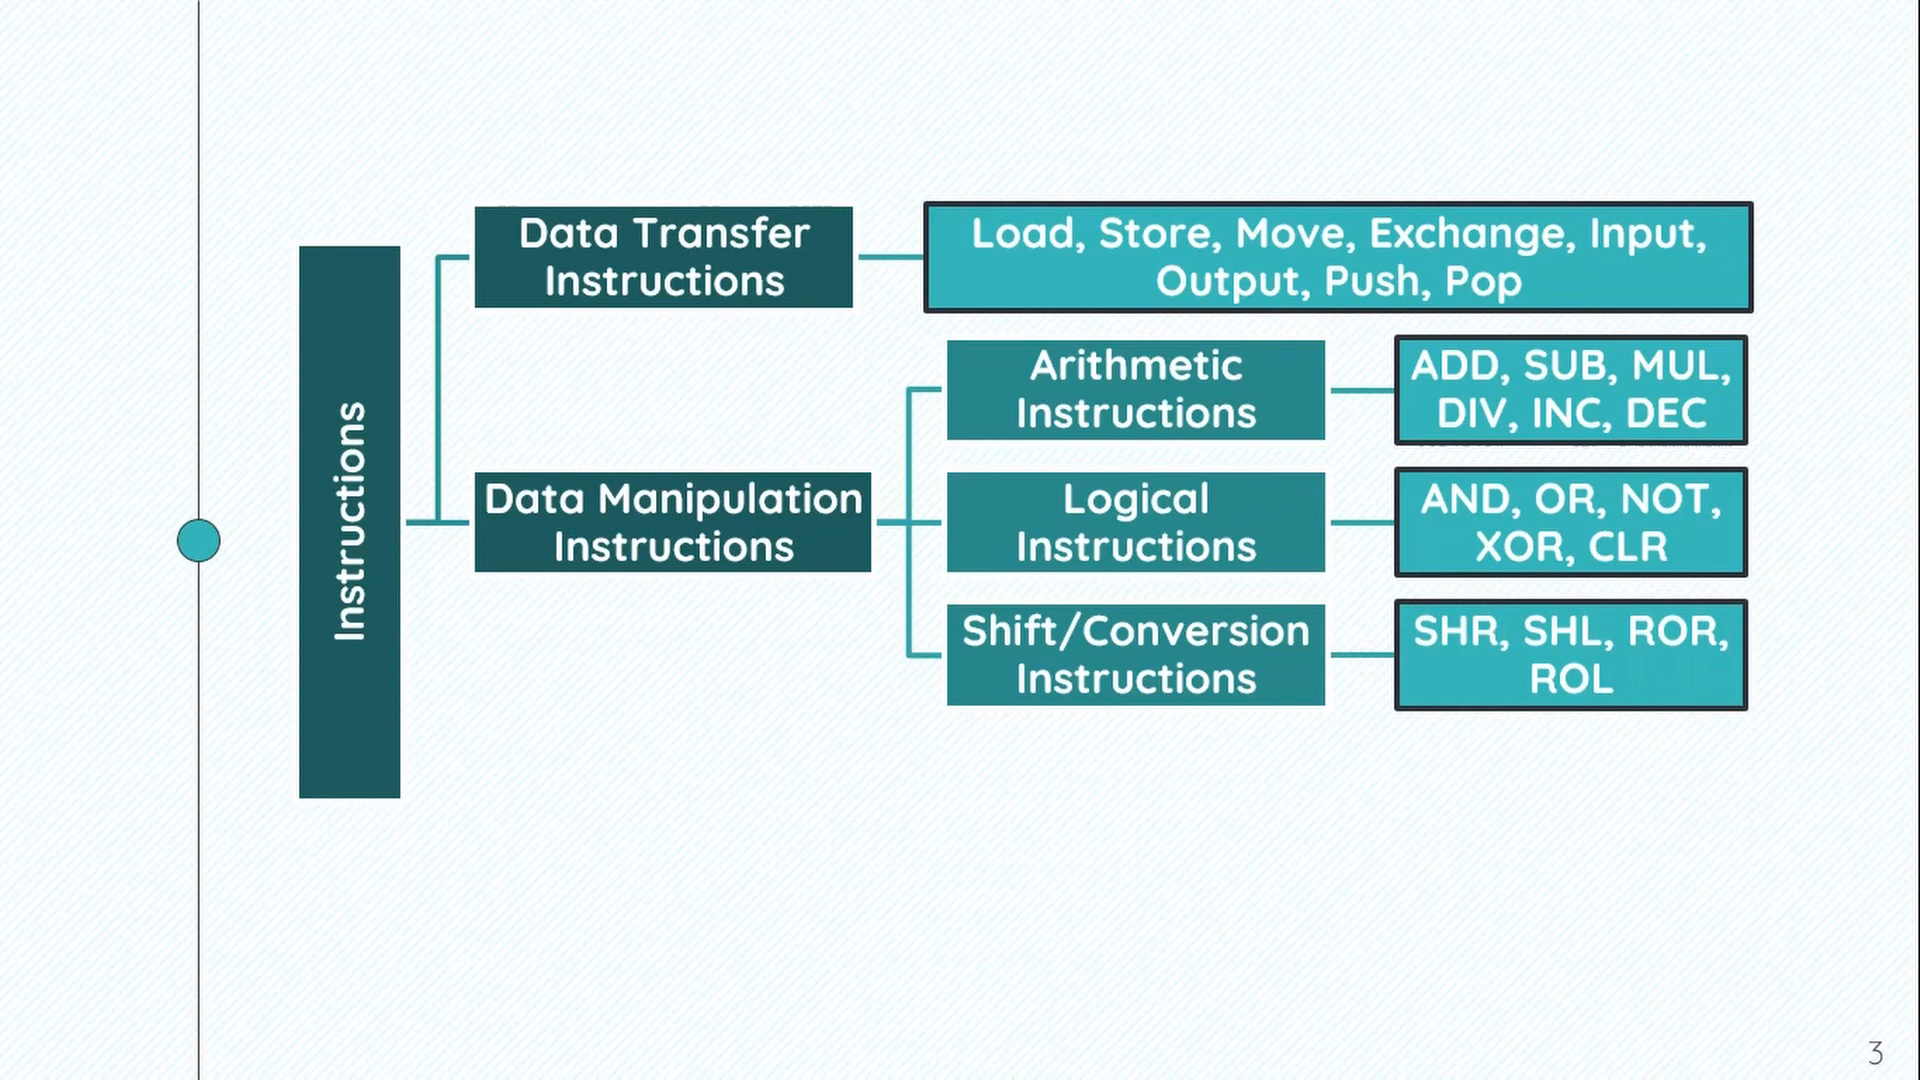 Instructions
Data Transfer
Instructions
Load, Store, Move, Exchange, Input,
Output, Push, Pop
Data Manipulation
Instructions
Arithmetic
Instructions
ADD, SUB, MUL,
DIV, INC, DEC
Logical
Instructions
AND, OR, NOT,
XOR, CLR
Shift/Conversion
Instructions
SHR, SHL, ROR,
ROL
3